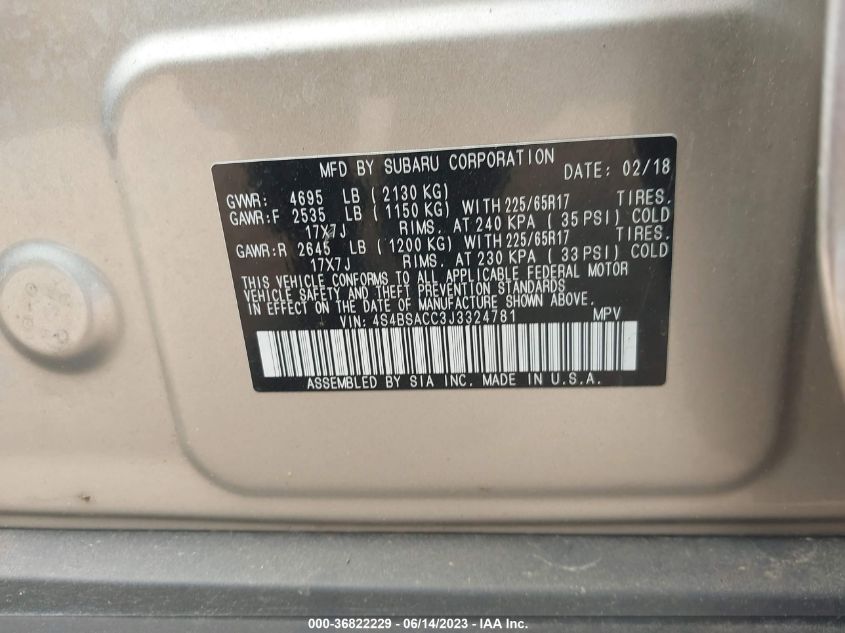 MFD BY SUBARU CORPORATION DATE: 02/18
GVWR: 4695 LB (2130 KG)
GAWR:F 2535 LB (1150 KG) WITH 225/65R17 TIRES.
17X7J RIMS. AT 240 KPA (35 PSI) COLD
GAWR:R 2645 LB (1200 KG) WITH 225/65R17 TIRES.
17X7J RIMS. AT 230 KPA (33 PSI) COLD
THIS VEHICLE CONFORMS TO ALL APPLICABLE FEDERAL MOTOR
VEHICLE SAFETY AND THEFT PREVENTION STANDARDS
IN EFFECT ON THE DATE OF MANUFACTURE SHOWN ABOVE.
VIN: 4S4BSACC3J3324781 MPV
ASSEMBLED BY SIA INC. MADE IN U.S.A.
000-36822229 - 06/14/2023 - IAA Inc.